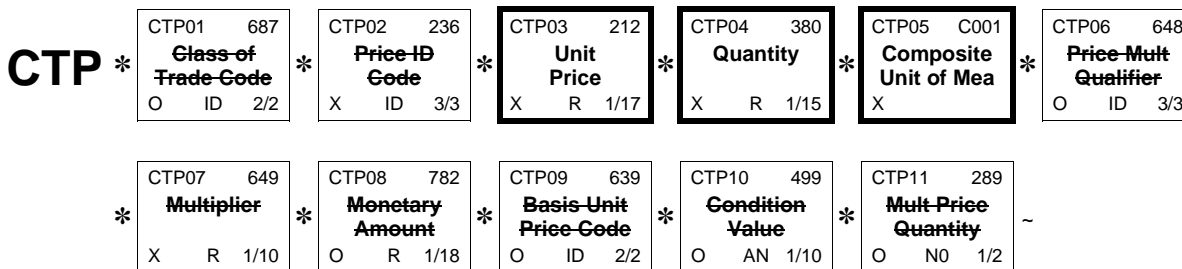 CTP01 687 CTP02 236 CTP03 212 CTP04 380 CTP05 C001 CTP06 648
CTP * Class of * Price ID * Unit * Quantity * Composite * Price Mult
Trade Code Code Price Unit of Mea Qualifier
O ID 2/2 X ID 3/3 X R 1/17 X R 1/15 X O ID 3/3
CTP07 649 CTP08 782 CTP09 639 CTP10 499 CTP11 289
* Multiplier * Monetary * Basis Unit * Condition * Mult Price ~
Amount Price Code Value Quantity
X R 1/10 O R 1/18 O ID 2/2 O AN 1/10 O N0 1/2